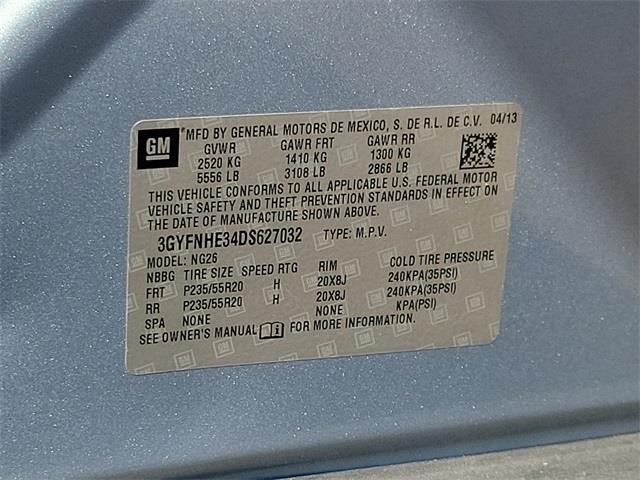 GM
MFD BY GENERAL MOTORS DE MEXICO, S. DE R.L. DE C.V. 04/13
GVWR GAWR FRT GAWR RR
2520 KG 1410 KG 1300 KG
5556 LB 3108 LB 2866 LB
THIS VEHICLE CONFORMS TO ALL APPLICABLE U.S. FEDERAL MOTOR
VEHICLE SAFETY AND THEFT PREVENTION STANDARDS IN EFFECT ON
THE DATE OF MANUFACTURE SHOWN ABOVE.
3GYFNHE34DS627032 TYPE: M.P.V.
MODEL: NG26
NBBG TIRE SIZE SPEED RTG RIM COLD TIRE PRESSURE
FRT P235/55R20 H 20X8J 240KPA(35PSI)
RR P235/55R20 H 20X8J 240KPA(35PSI)
SPA NONE NONE KPA(PSI)
SEE OWNER'S MANUAL FOR MORE INFORMATION.